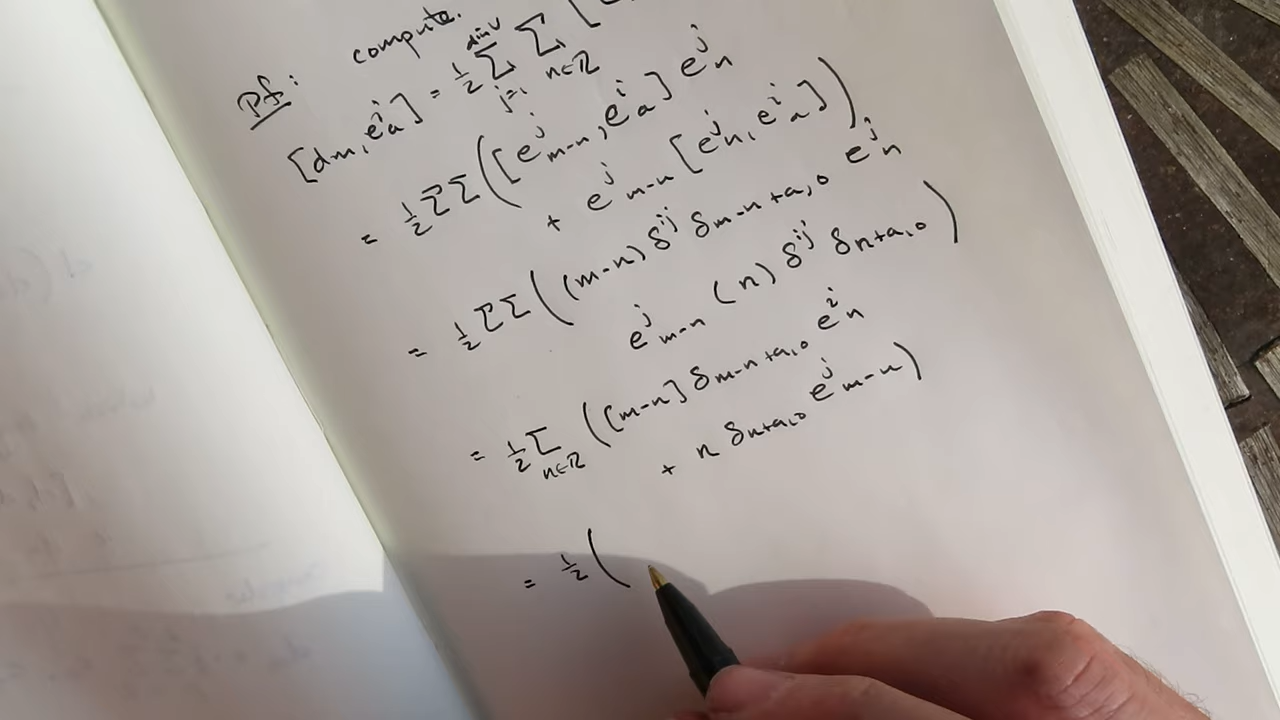 Pf: compute.
[dm, e^i_a] = 1/2 Σ_{j=1}^{dim V} Σ_{n∈ℤ} [
= 1/2 ΣΣ ([e^j_{m-n}, e^i_a] e^j_n
+ e^j_{m-n} [e^j_n, e^i_a])
= 1/2 ΣΣ ((m-n) δ^{ij} δ_{m-n+a,0} e^j_n
e^j_{m-n} (n) δ^{ij} δ_{n+a,0})
= 1/2 Σ_{n∈ℤ} ((m-n) δ_{m-n+a,0} e^i_n
+ n δ_{n+a,0} e^j_{m-n})
= 1/2 (